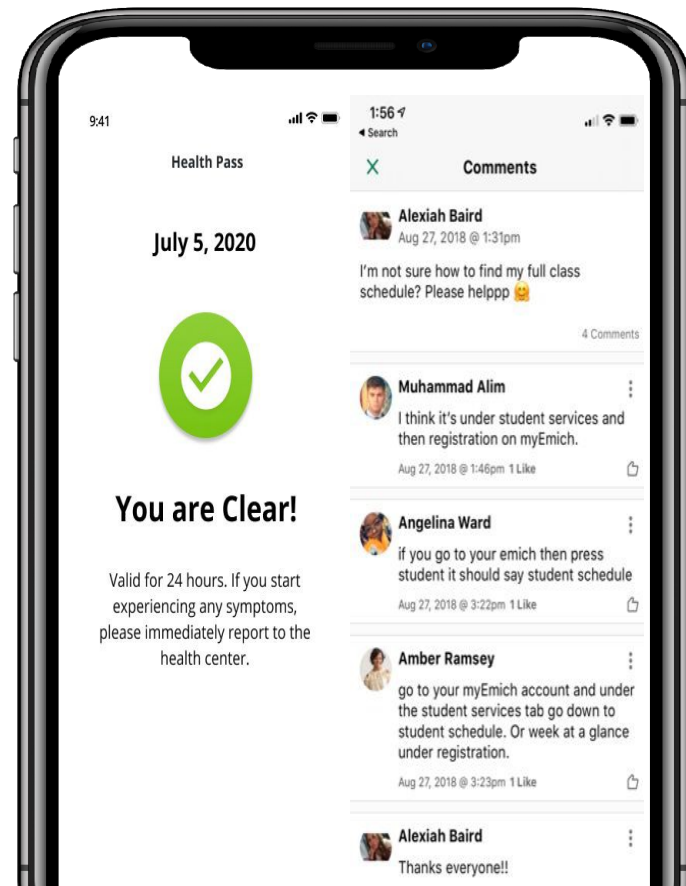 9:41
Health Pass
July 5, 2020
You are Clear!
Valid for 24 hours. If you start
experiencing any symptoms,
please immediately report to the
health center.
1:56
Search
X Comments
Alexiah Baird
Aug 27, 2018 @ 1:31pm
I'm not sure how to find my full class
schedule? Please helppp 🤗
4 Comments
Muhammad Alim
I think it's under student services and
then registration on myEmich.
Aug 27, 2018 @ 1:46pm 1 Like
Angelina Ward
if you go to your emich then press
student it should say student schedule
Aug 27, 2018 @ 3:22pm 1 Like
Amber Ramsey
go to your myEmich account and under
the student services tab go down to
student schedule. Or week at a glance
under registration.
Aug 27, 2018 @ 3:23pm 1 Like
Alexiah Baird
Thanks everyone!!